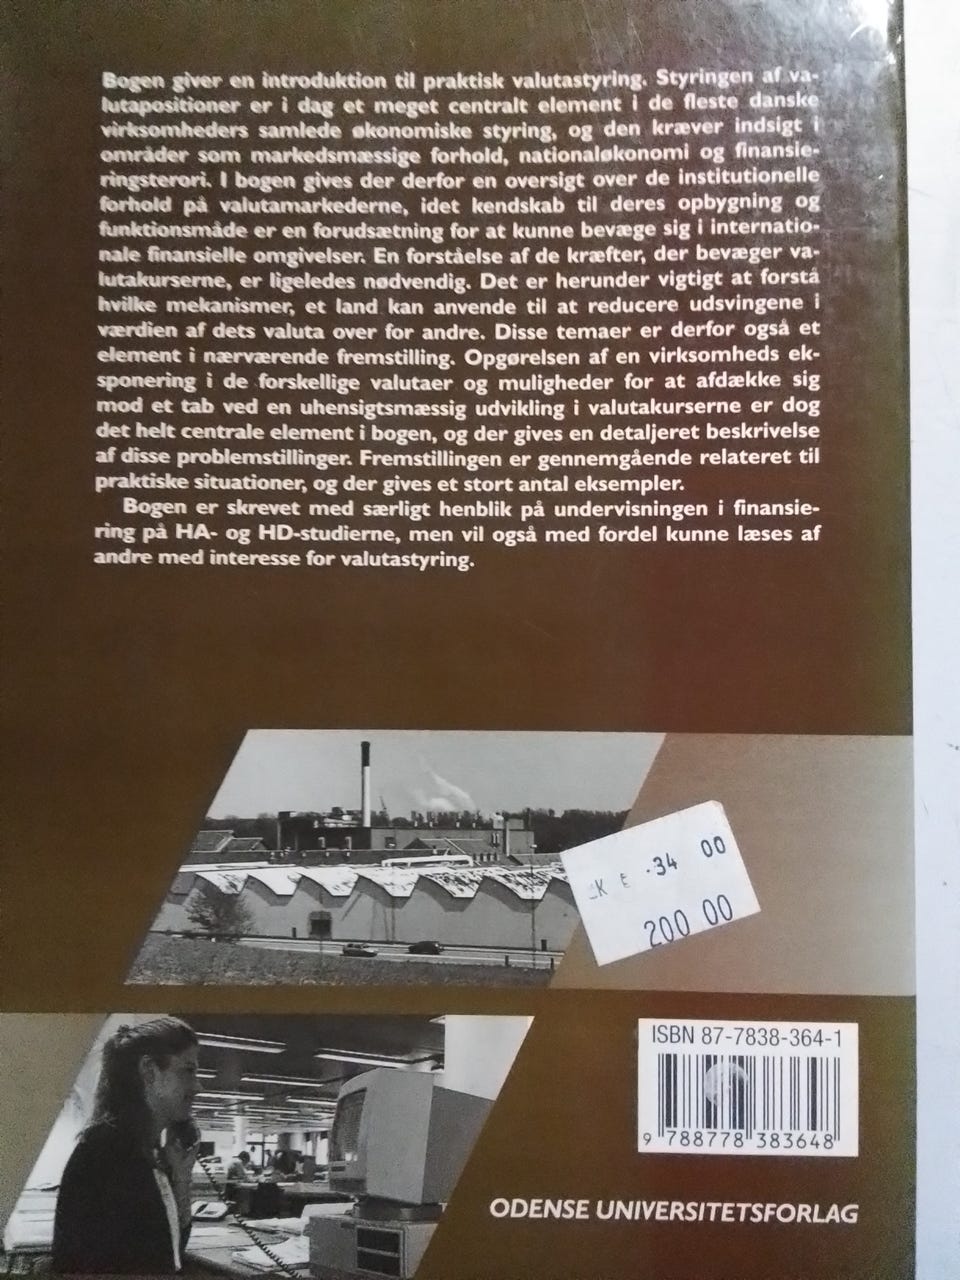 Bogen giver en introduktion til praktisk valutastyring. Styringen af va-
lutapositioner er i dag et meget centralt element i de fleste danske
virksomheders samlede økonomiske styring, og den kræver indsigt i
områder som markedsmæssige forhold, nationaløkonomi og finansie-
ringsterori. I bogen gives der derfor en oversigt over de institutionelle
forhold på valutamarkederne, idet kendskab til deres opbygning og
funktionsmåde er en forudsætning for at kunne bevæge sig i internatio-
nale finansielle omgivelser. En forståelse af de kræfter, der bevæger va-
lutakurserne, er ligeledes nødvendig. Det er herunder vigtigt at forstå
hvilke mekanismer, et land kan anvende til at reducere udsvingene i
værdien af dets valuta over for andre. Disse temaer er derfor også et
element i nærværende fremstilling. Opgørelsen af en virksomheds ek-
sponering i de forskellige valutaer og muligheder for at afdække sig
mod et tab ved en uhensigtsmæssig udvikling i valutakurserne er dog
det helt centrale element i bogen, og der gives en detaljeret beskrivelse
af disse problemstillinger. Fremstillingen er gennemgående relateret til
praktiske situationer, og der gives et stort antal eksempler.
Bogen er skrevet med særligt henblik på undervisningen i finansie-
ring på HA- og HD-studierne, men vil også med fordel kunne læses af
andre med interesse for valutastyring.
K E .34 00
200 00
ISBN 87-7838-364-1
9 788778 383648
ODENSE UNIVERSITETSFORLAG